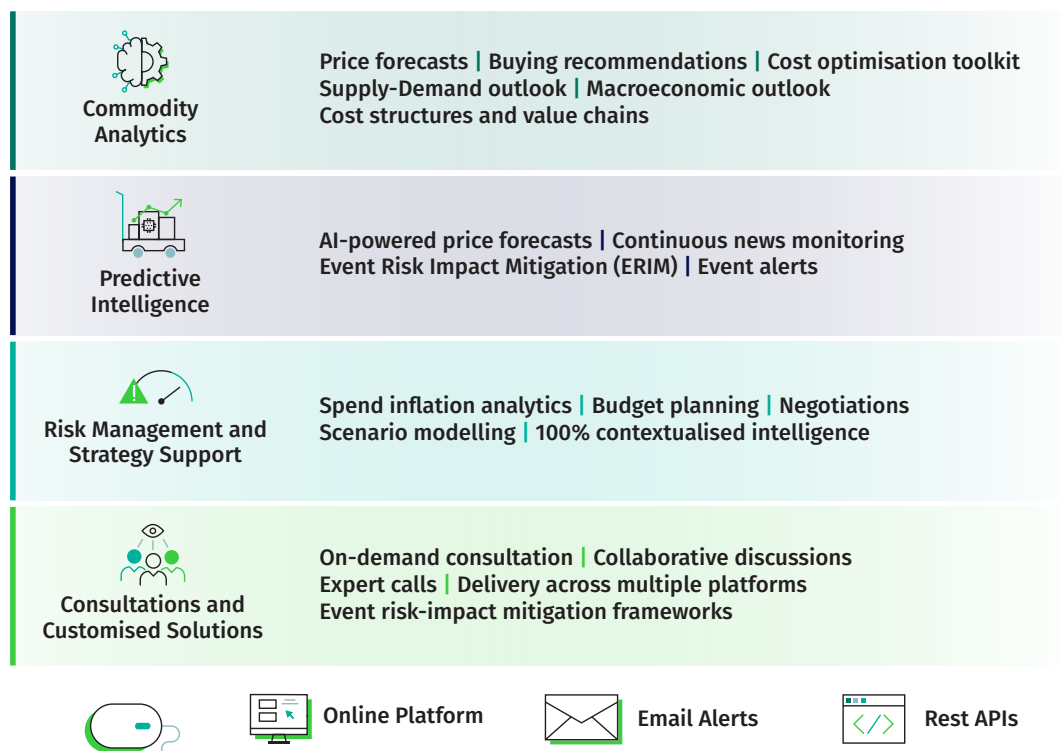 Commodity
Analytics
Price forecasts | Buying recommendations | Cost optimisation toolkit
Supply-Demand outlook | Macroeconomic outlook
Cost structures and value chains
Predictive
Intelligence
AI-powered price forecasts | Continuous news monitoring
Event Risk Impact Mitigation (ERIM) | Event alerts
Risk Management and
Strategy Support
Spend inflation analytics | Budget planning | Negotiations
Scenario modelling | 100% contextualised intelligence
Consultations and
Customised Solutions
On-demand consultation | Collaborative discussions
Expert calls | Delivery across multiple platforms
Event risk-impact mitigation frameworks
Online Platform
Email Alerts
Rest APIs